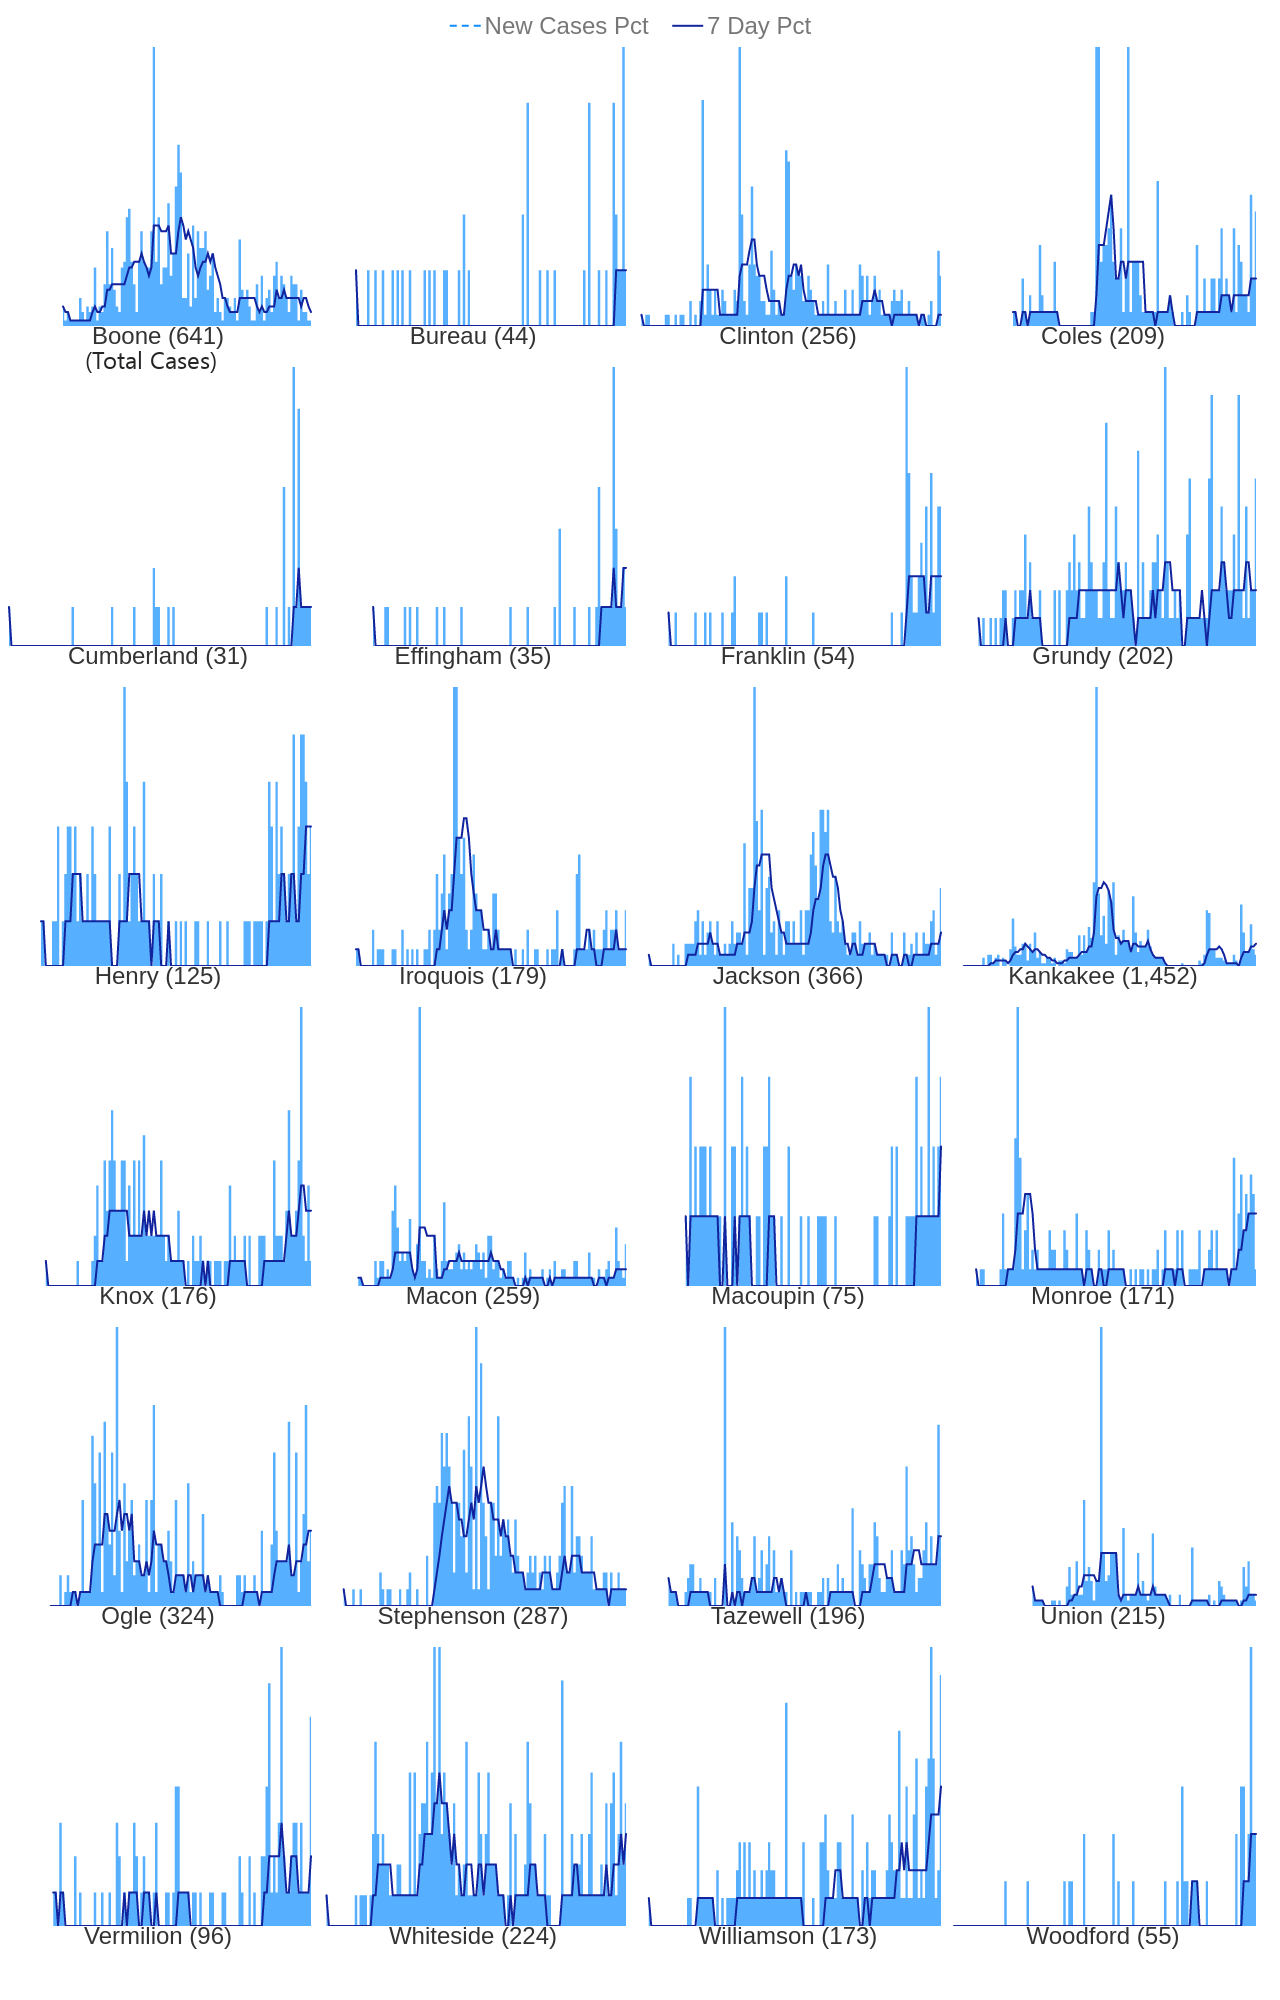 New Cases Pct 7 Day Pct
Boone (641) Bureau (44) Clinton (256) Coles (209)
(Total Cases)
Cumberland (31) Effingham (35) Franklin (54) Grundy (202)
Henry (125) Iroquois (179) Jackson (366) Kankakee (1,452)
Knox (176) Macon (259) Macoupin (75) Monroe (171)
Ogle (324) Stephenson (287) Tazewell (196) Union (215)
Vermilion (96) Whiteside (224) Williamson (173) Woodford (55)